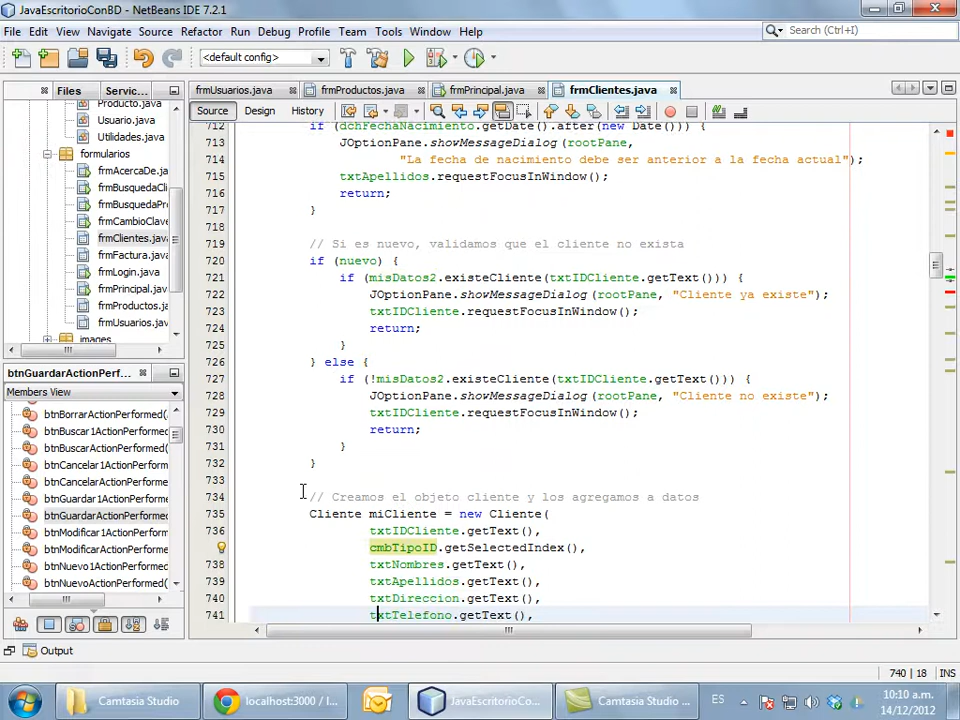 JavaEscritorioConBD - NetBeans IDE 7.2.1
File Edit View Navigate Source Refactor Run Debug Profile Team Tools Window Help
Search (Ctrl+I)
<default config>
Files Servic...
frmUsuarios.java frmProductos.java frmPrincipal.java frmClientes.java
Source Design History
Producto.java
Usuario.java
Utilidades.java
formularios
frmAcercaDe.ja
frmBusquedaCli
frmBusquedaPr
frmCambioClave
frmClientes.java
frmFactura.java
frmLogin.java
frmPrincipal.java
frmProductos.ja
frmUsuarios.jav
images
btnGuardarActionPerf...
Members View
btnBorrarActionPerformed(
btnBuscar1ActionPerformed
btnBuscarActionPerformed(
btnCancelar1ActionPerform
btnCancelarActionPerforme
btnGuardar1ActionPerform
btnGuardarActionPerformed
btnModificar1ActionPerform
btnModificarActionPerforme
btnNuevo1ActionPerformed
btnNuevoActionPerformed(
712 if (dchFechaNacimiento.getDate().after(new Date())) {
713 JOptionPane.showMessageDialog(rootPane,
714 "La fecha de nacimiento debe ser anterior a la fecha actual");
715 txtApellidos.requestFocusInWindow();
716 return;
717 }
718
719 // Si es nuevo, validamos que el cliente no exista
720 if (nuevo) {
721 if (misDatos2.existeCliente(txtIDCliente.getText())) {
722 JOptionPane.showMessageDialog(rootPane, "Cliente ya existe");
723 txtIDCliente.requestFocusInWindow();
724 return;
725 }
726 } else {
727 if (!misDatos2.existeCliente(txtIDCliente.getText())) {
728 JOptionPane.showMessageDialog(rootPane, "Cliente no existe");
729 txtIDCliente.requestFocusInWindow();
730 return;
731 }
732 }
733
734 // Creamos el objeto cliente y los agregamos a datos
735 Cliente miCliente = new Cliente(
736 txtIDCliente.getText(),
cmbTipoID.getSelectedIndex(),
738 txtNombres.getText(),
739 txtApellidos.getText(),
740 txtDireccion.getText(),
741 txtTelefono.getText(),
Output
740 | 18 INS
Camtasia Studio
localhost:3000 / l...
JavaEscritorioConB...
Camtasia Studio ...
ES
10:10 a.m.
14/12/2012